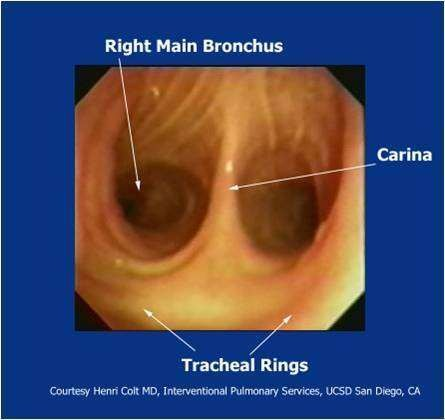 Right Main Bronchus
Carina
Tracheal Rings
Courtesy Henri Colt MD, Interventional Pulmonary Services, UCSD San Diego, CA